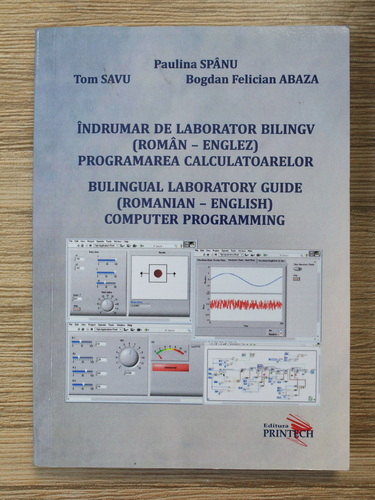 Paulina SPÂNU
Tom SAVU Bogdan Felician ABAZA
ÎNDRUMAR DE LABORATOR BILINGV
(ROMÂN – ENGLEZ)
PROGRAMAREA CALCULATOARELOR
BULINGUAL LABORATORY GUIDE
(ROMANIAN – ENGLISH)
COMPUTER PROGRAMMING
Editura
PRINTECH